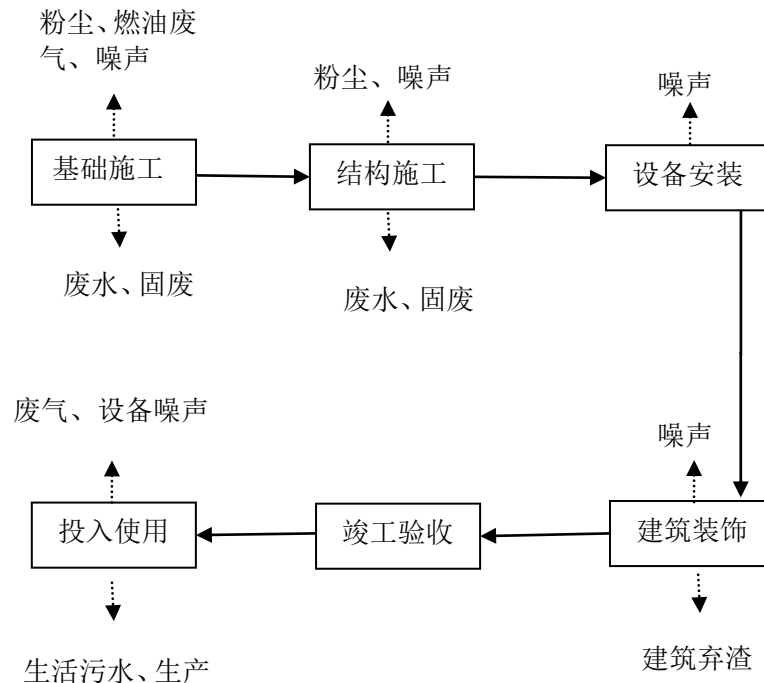 粉尘、燃油废
气、噪声
粉尘、噪声
噪声
基础施工
结构施工
设备安装
废水、固废
废水、固废
废气、设备噪声
噪声
投入使用
竣工验收
建筑装饰
生活污水、生产
建筑弃渣